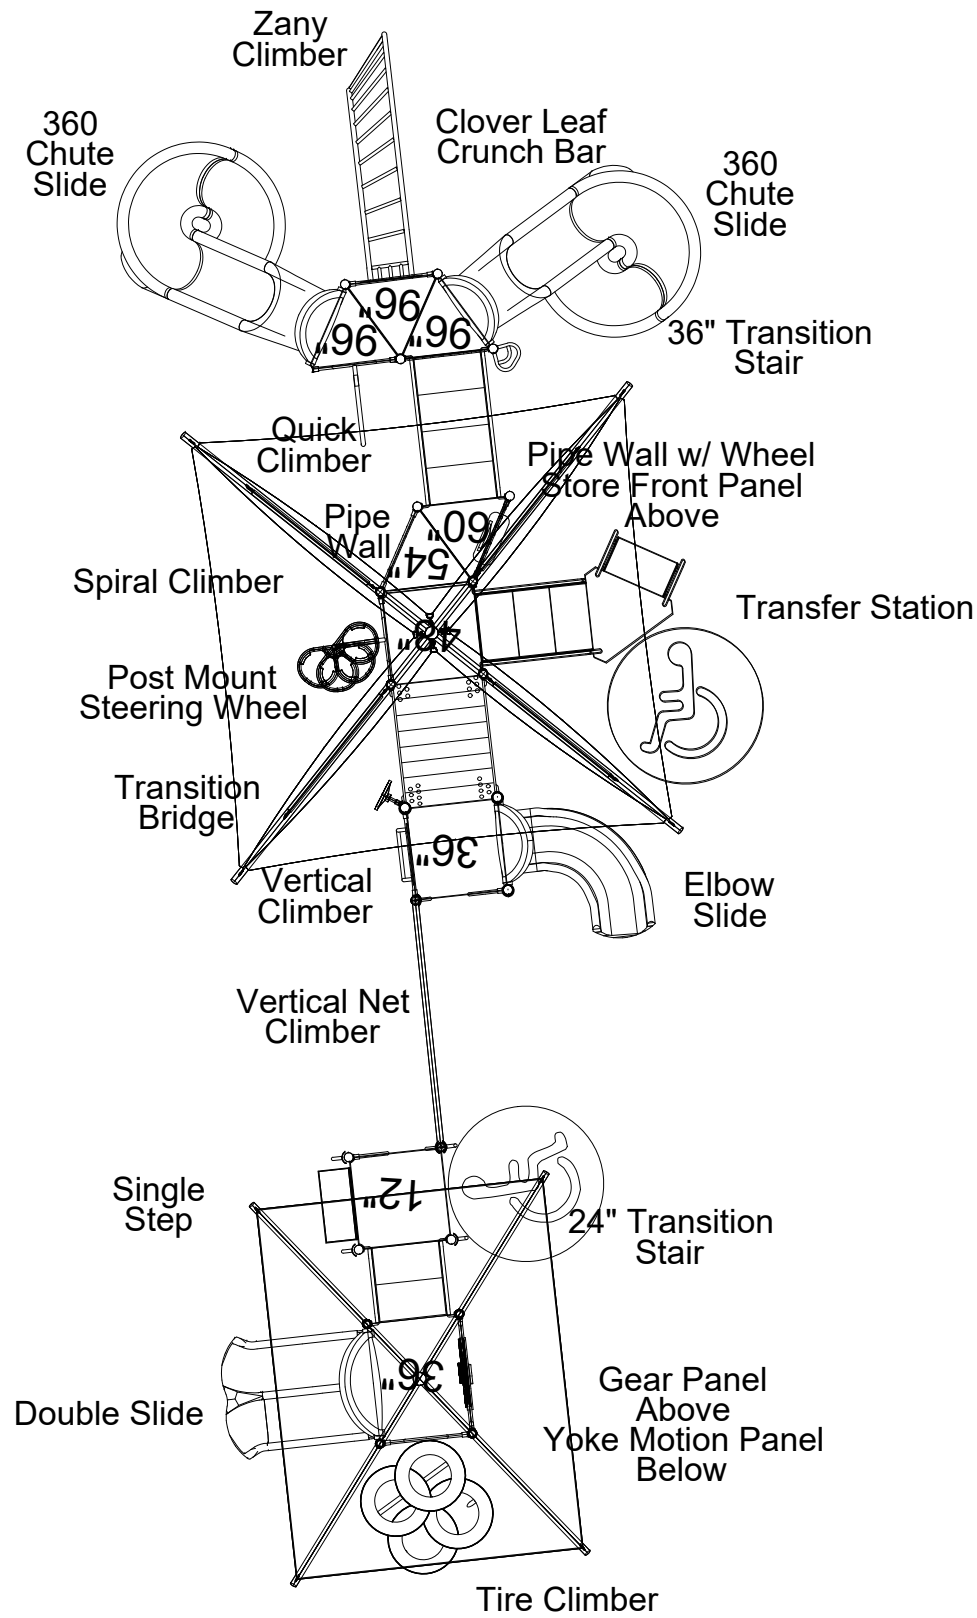 Zany
Climber
360
Chute
Slide
Clover Leaf
Crunch Bar
360
Chute
Slide
96"
96"
96"
36" Transition
Stair
Quick
Climber
Pipe Wall w/ Wheel
Store Front Panel
Above
Pipe
Wall
60"
54"
Spiral Climber
Transfer Station
48"
Post Mount
Steering Wheel
Transition
Bridge
36"
Vertical
Climber
Elbow
Slide
Vertical Net
Climber
12"
Single
Step
24" Transition
Stair
36"
Double Slide
Gear Panel
Above
Yoke Motion Panel
Below
Tire Climber